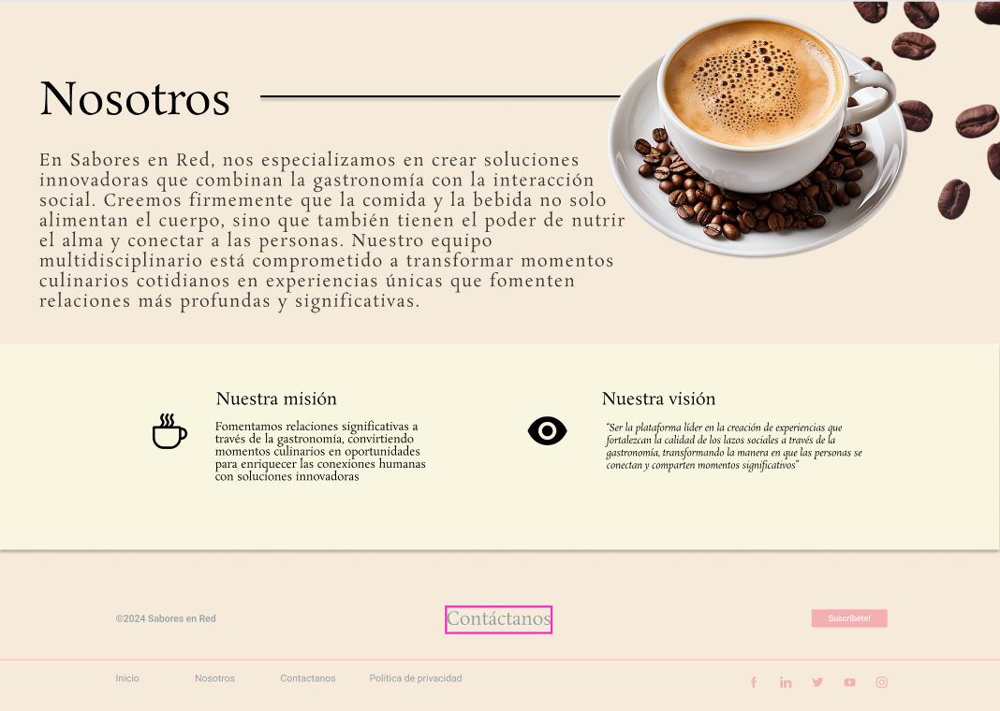 Nosotros
En Sabores en Red, nos especializamos en crear soluciones
innovadoras que combinan la gastronomía con la interacción
social. Creemos firmemente que la comida y la bebida no solo
alimentan el cuerpo, sino que también tienen el poder de nutrir
el alma y conectar a las personas. Nuestro equipo
multidisciplinario está comprometido a transformar momentos
culinarios cotidianos en experiencias únicas que fomenten
relaciones más profundas y significativas.
Nuestra misión
Fomentamos relaciones significativas a
través de la gastronomía, convirtiendo
momentos culinarios en oportunidades
para enriquecer las conexiones humanas
con soluciones innovadoras
Nuestra visión
“Ser la plataforma líder en la creación de experiencias que
fortalezcan la calidad de los lazos sociales a través de la
gastronomía, transformando la manera en que las personas se
conectan y comparten momentos significativos”
©2024 Sabores en Red
Contáctanos
Suscríbete!
Inicio
Nosotros
Contactanos
Política de privacidad